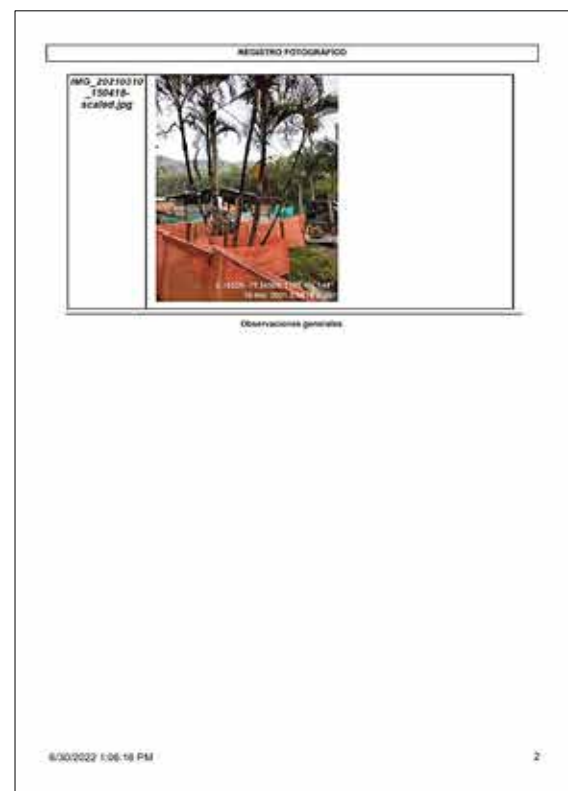 REGISTRO FOTOGRAFICO
IMG_20210310
_150418-
scaled.jpg
Observaciones generales
6/30/2022 1:06:16 PM
2